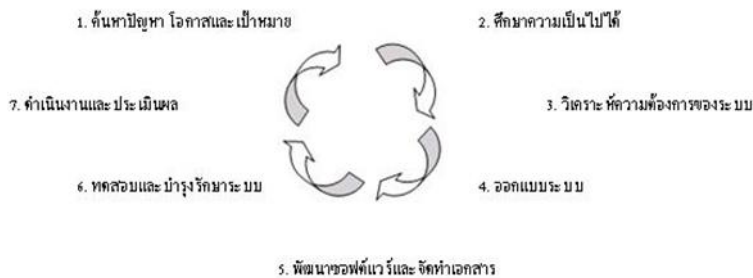 1. ค้นหาปัญหา โอกาสและเป้าหมาย
2. ศึกษาความเป็นไปได้
3. วิเคราะห์ความต้องการของระบบ
4. ออกแบบระบบ
5. พัฒนาซอฟต์แวร์และจัดทำเอกสาร
6. ทดสอบและบำรุงรักษาระบบ
7. ดำเนินงานและประเมินผล